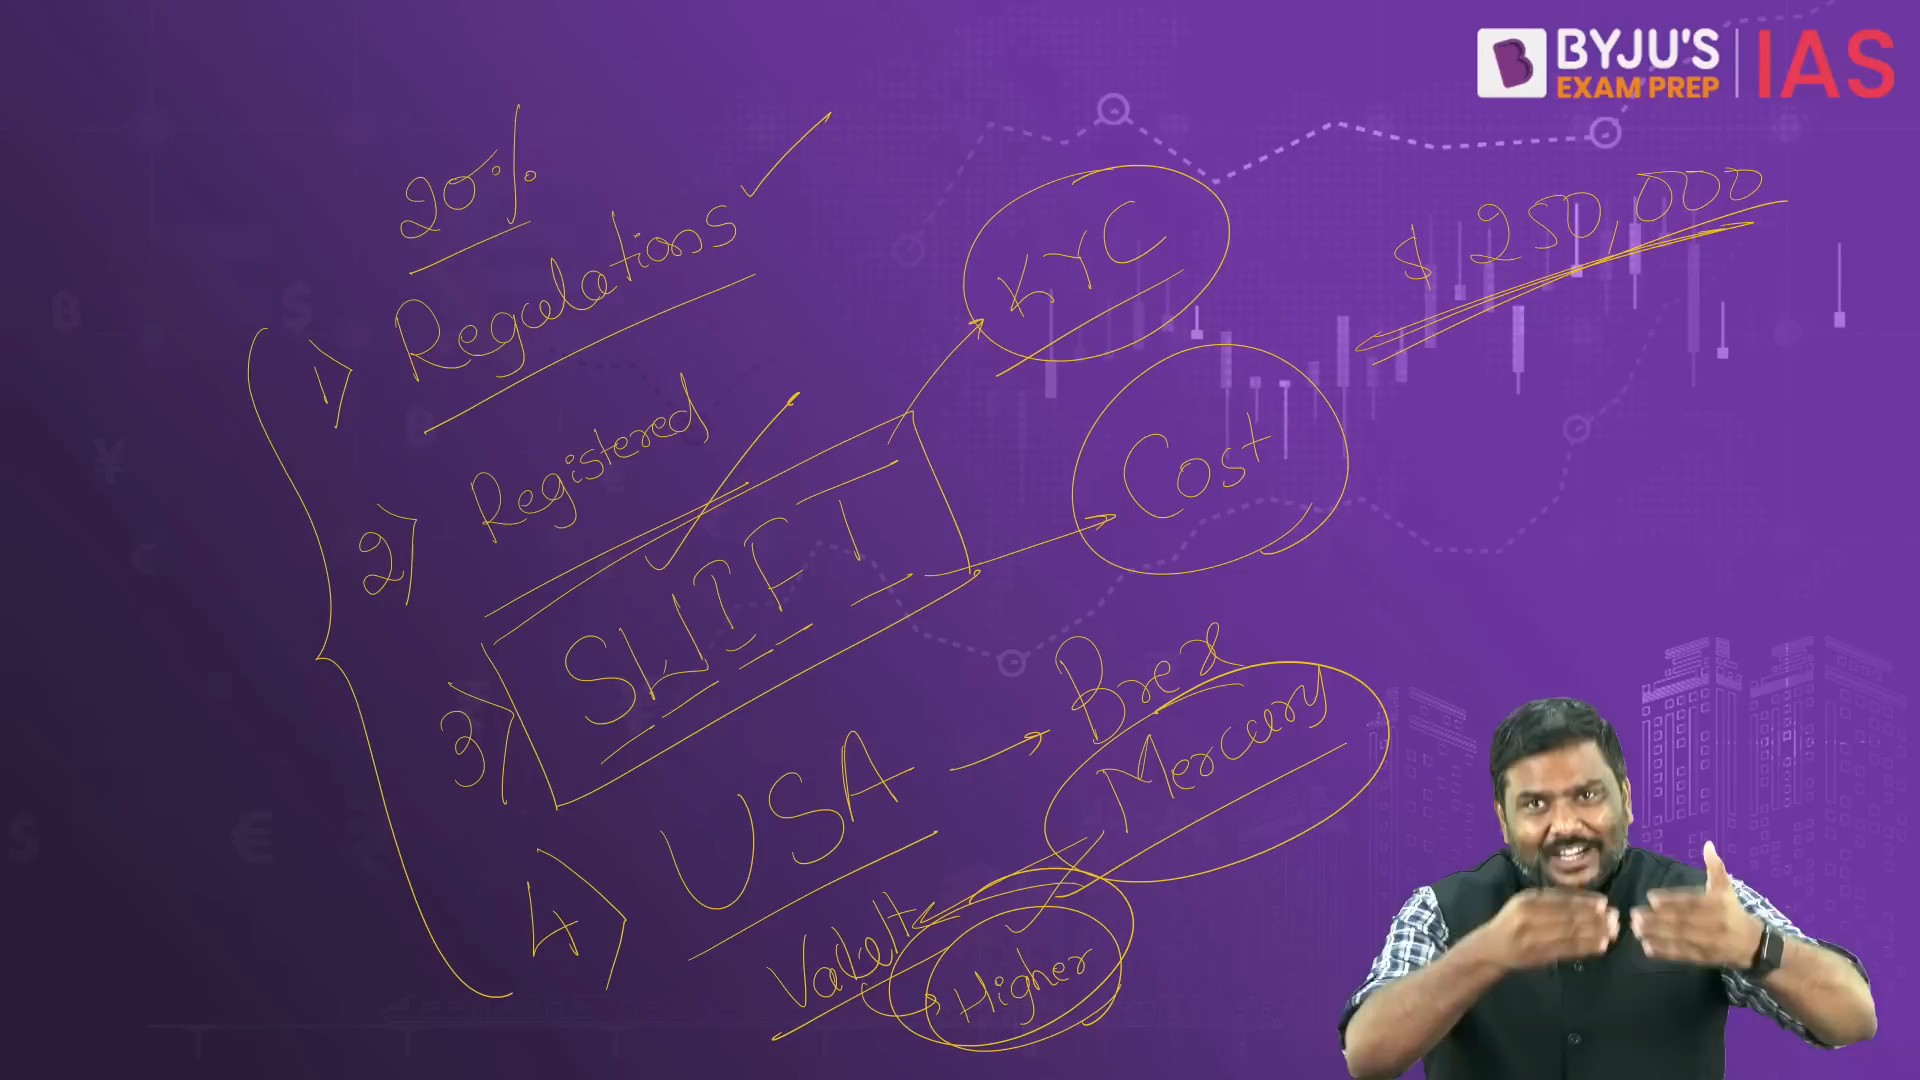 BYJU'S
EXAM PREP
IAS
20%
1) Regulations
KYC
$ 250,000
2) Registered
Cost
3) SWIFT
4) USA
Brex
Mercury
Vault
Higher